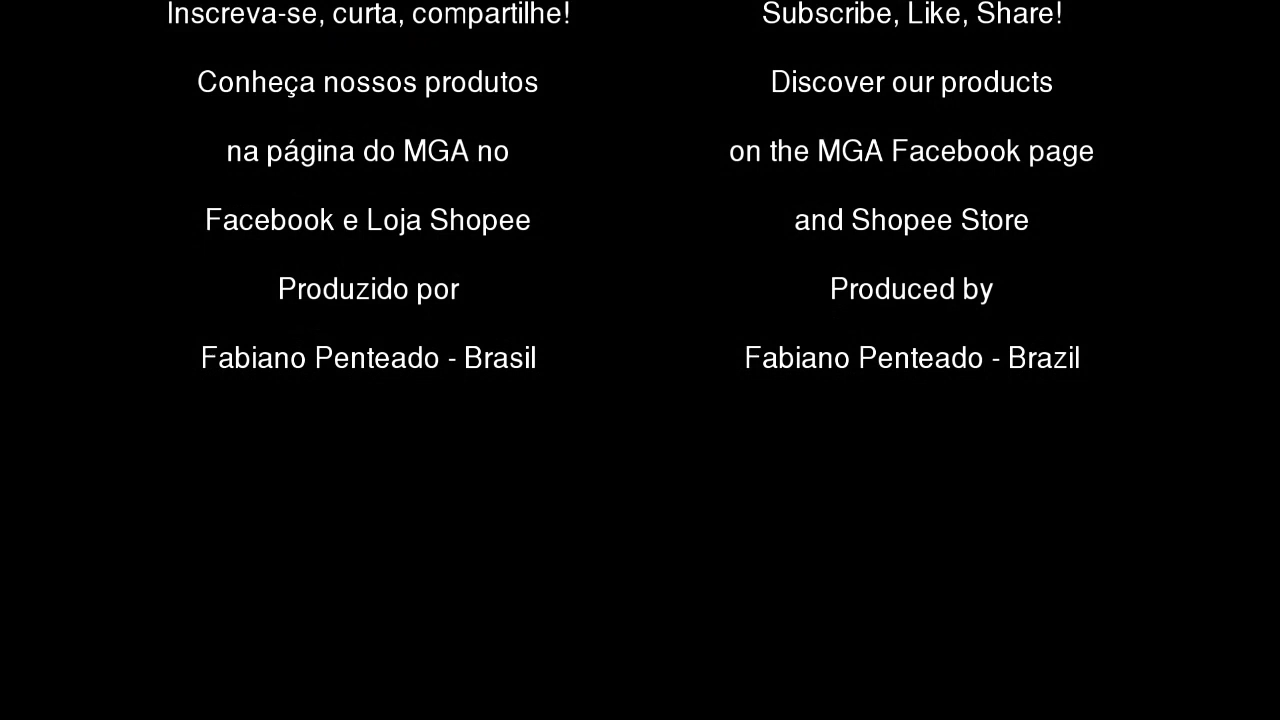 Inscreva-se, curta, compartilhe!
Conheça nossos produtos
na página do MGA no
Facebook e Loja Shopee
Produzido por
Fabiano Penteado - Brasil
Subscribe, Like, Share!
Discover our products
on the MGA Facebook page
and Shopee Store
Produced by
Fabiano Penteado - Brazil